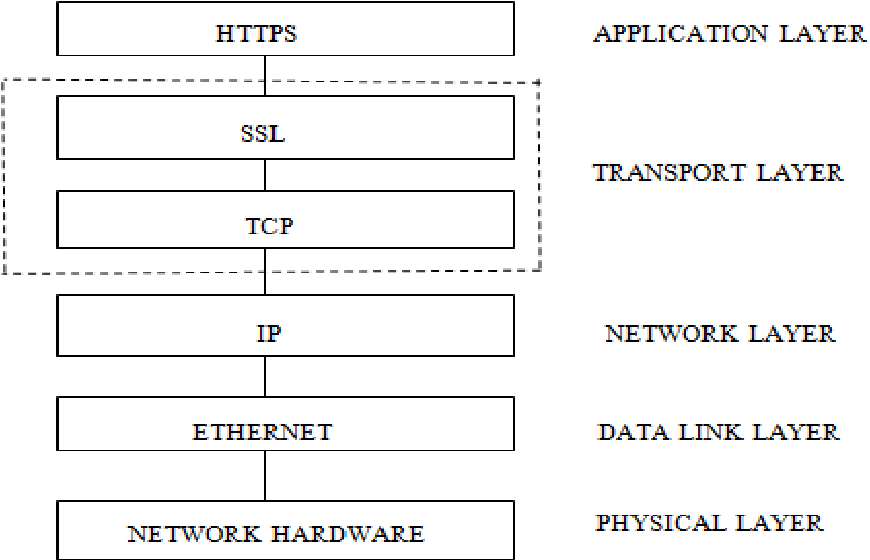 HTTPS
APPLICATION LAYER
SSL
TRANSPORT LAYER
TCP
IP
NETWORK LAYER
ETHERNET
DATA LINK LAYER
NETWORK HARDWARE
PHYSICAL LAYER